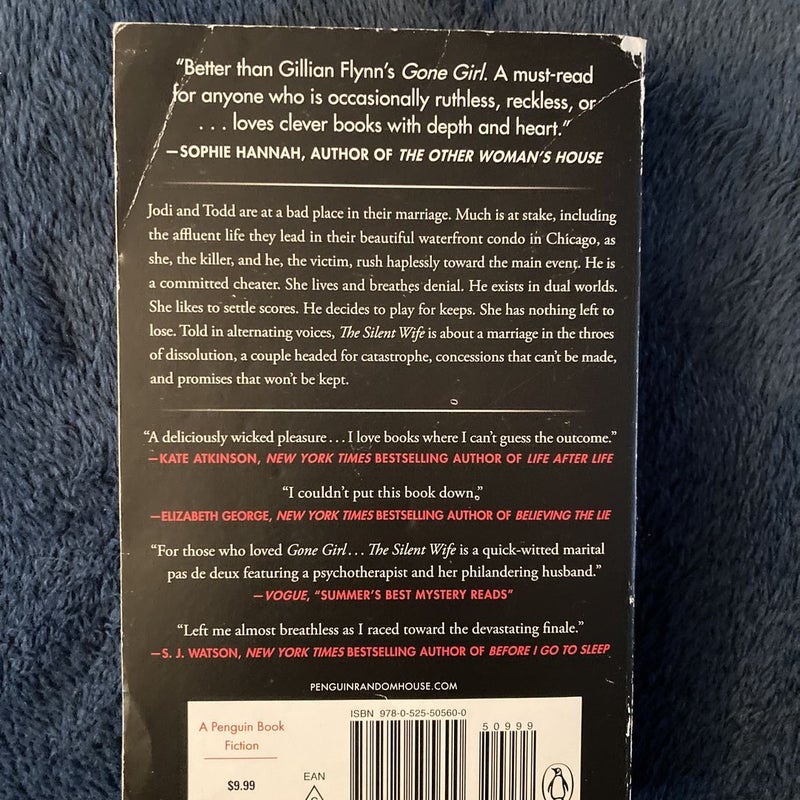 “Better than Gillian Flynn’s Gone Girl. A must-read
for anyone who is occasionally ruthless, reckless, or
. . . loves clever books with depth and heart.”
—SOPHIE HANNAH, AUTHOR OF THE OTHER WOMAN’S HOUSE
Jodi and Todd are at a bad place in their marriage. Much is at stake, including
the affluent life they lead in their beautiful waterfront condo in Chicago, as
she, the killer, and he, the victim, rush haplessly toward the main event. He is
a committed cheater. She lives and breathes denial. He exists in dual worlds.
She likes to settle scores. He decides to play for keeps. She has nothing left to
lose. Told in alternating voices, The Silent Wife is about a marriage in the throes
of dissolution, a couple headed for catastrophe, concessions that can’t be made,
and promises that won’t be kept.
“A deliciously wicked pleasure . . . I love books where I can’t guess the outcome.”
—KATE ATKINSON, NEW YORK TIMES BESTSELLING AUTHOR OF LIFE AFTER LIFE
“I couldn’t put this book down.”
—ELIZABETH GEORGE, NEW YORK TIMES BESTSELLING AUTHOR OF BELIEVING THE LIE
“For those who loved Gone Girl . . . The Silent Wife is a quick-witted marital
pas de deux featuring a psychotherapist and her philandering husband.”
—VOGUE, “SUMMER’S BEST MYSTERY READS”
“Left me almost breathless as I raced toward the devastating finale.”
—S. J. WATSON, NEW YORK TIMES BESTSELLING AUTHOR OF BEFORE I GO TO SLEEP
PENGUINRANDOMHOUSE.COM
A Penguin Book
Fiction
$9.99
EAN
ISBN 978-0-525-50560-0
50999